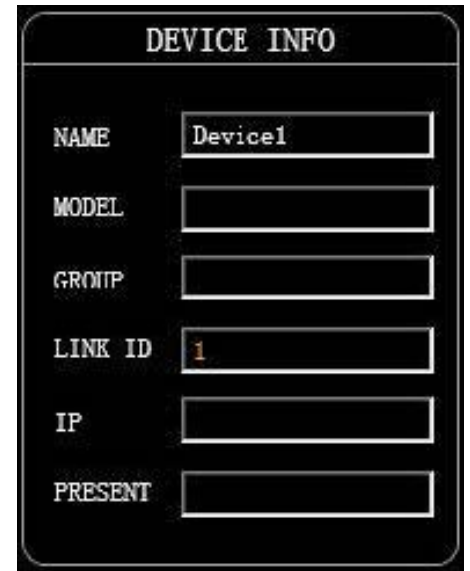 DEVICE INFO
NAME Device1
MODEL
GROUP
LINK ID 1
IP
PRESENT